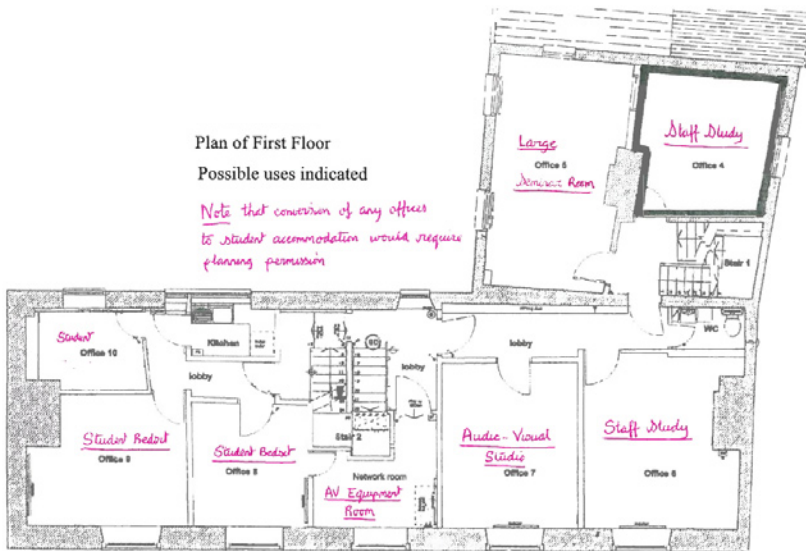 Plan of First Floor
Possible uses indicated
Note that conversion of any offices
to student accommodation would require
planning permission
Large
Office 5
Seminar Room
Staff Study
Office 4
Stair 1
Student
Office 10
Kitchen
lobby
Student Bedsit
Office 9
Student Bedsit
Office 8
Stair 2
lobby
Network room
AV Equipment
Room
lobby
Audio-Visual
Studio
Office 7
WC
Staff Study
Office 6